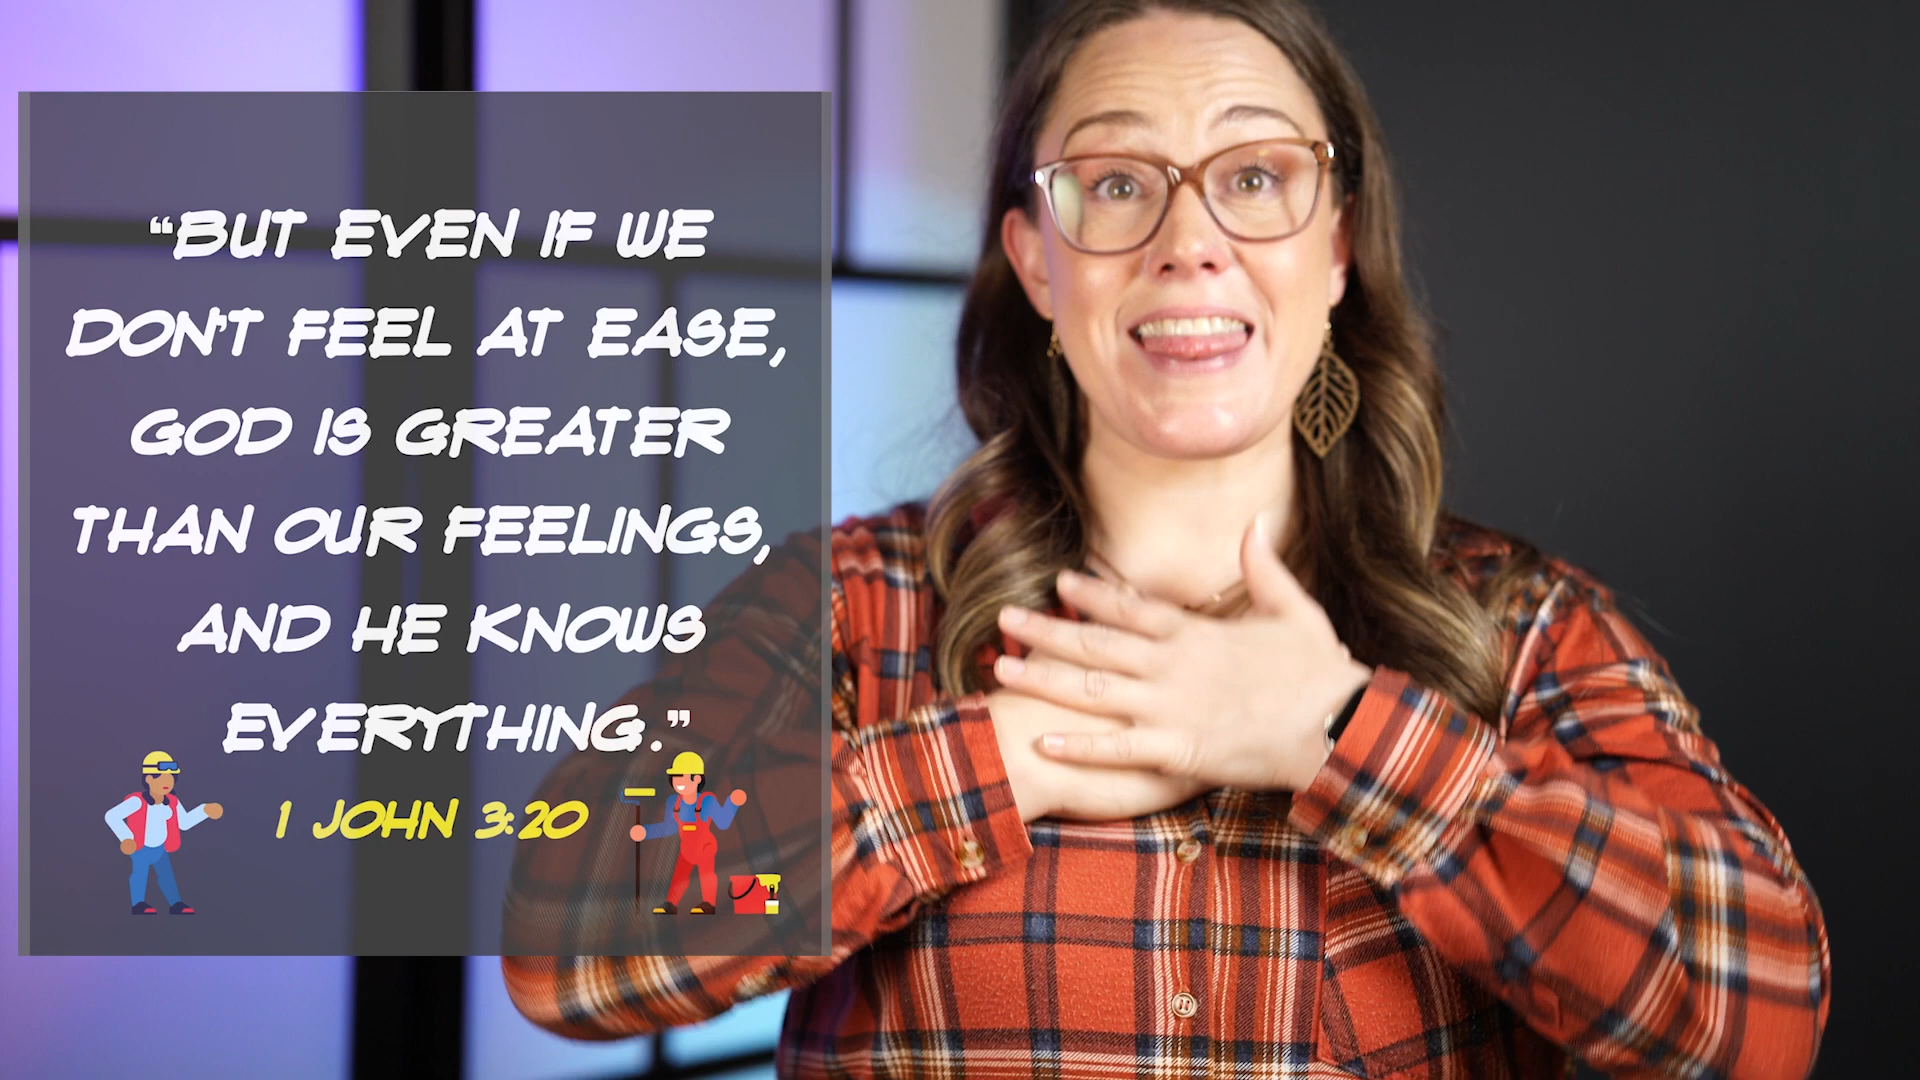 “BUT EVEN IF WE
DON'T FEEL AT EASE,
GOD IS GREATER
THAN OUR FEELINGS,
AND HE KNOWS
EVERYTHING.”
1 JOHN 3:20